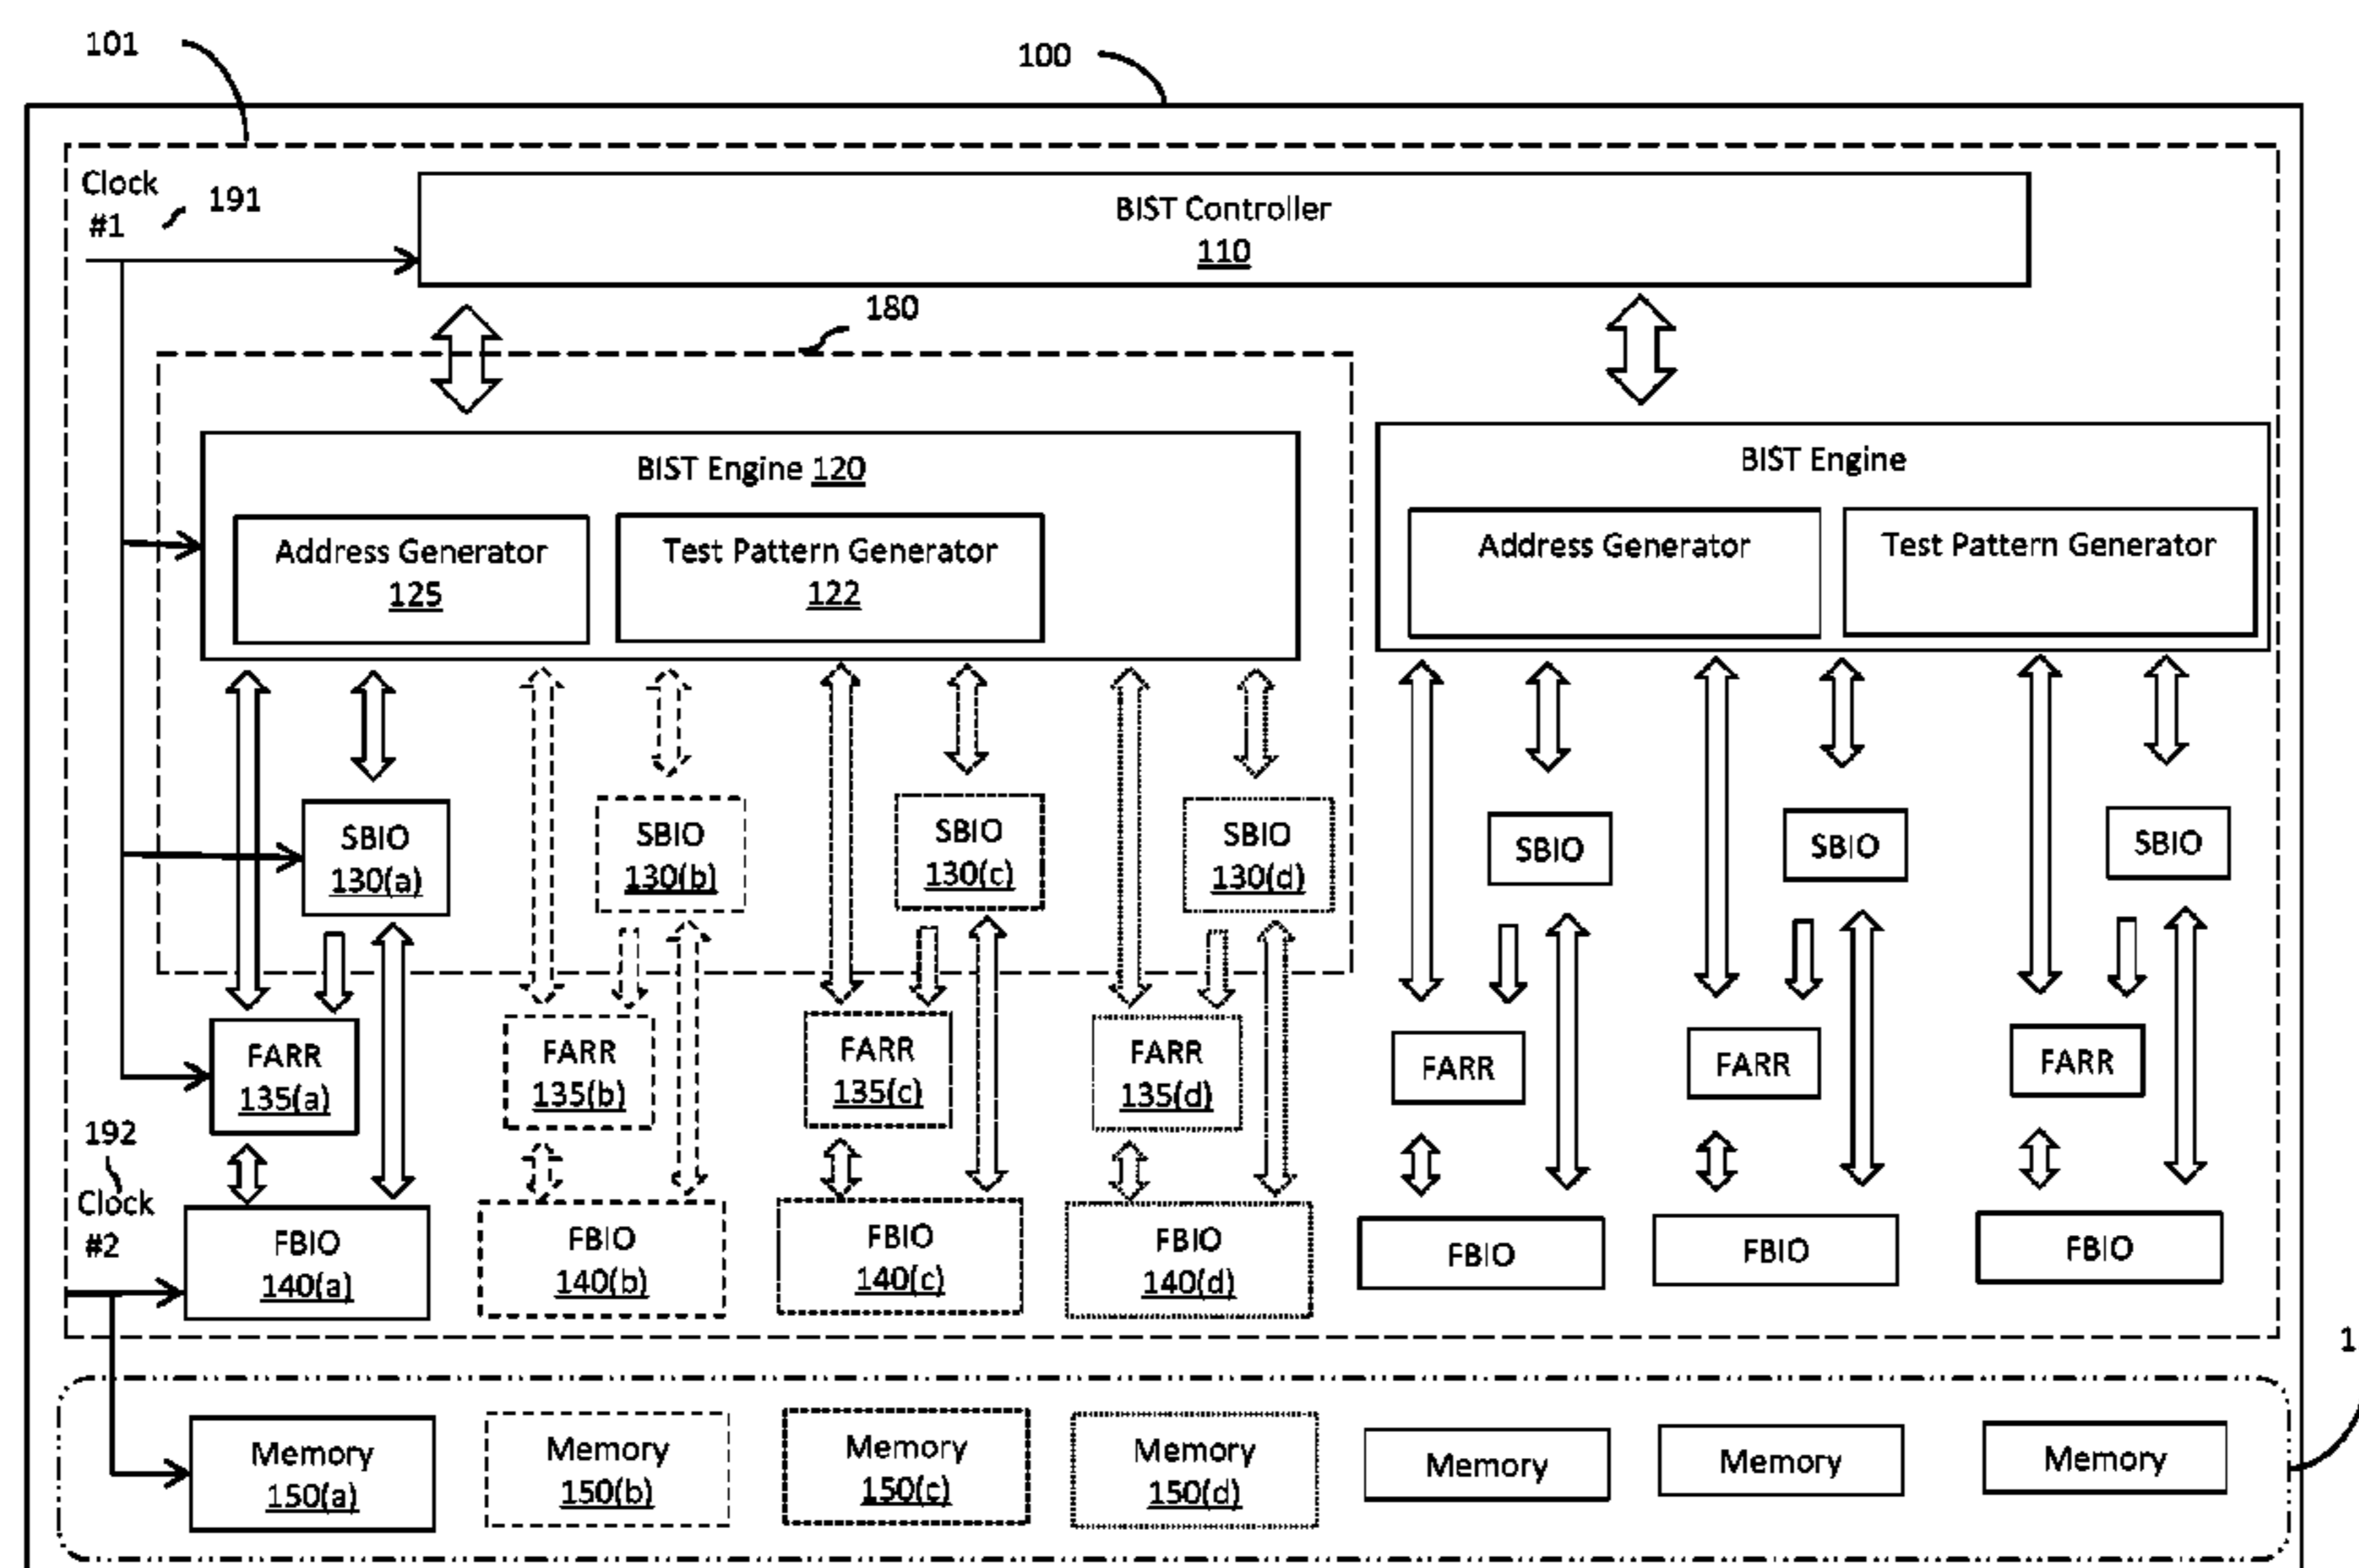 101
100
Clock
#1
191
BIST Controller
110
180
BIST Engine 120
BIST Engine
Address Generator
125
Test Pattern Generator
122
Address Generator
Test Pattern Generator
SBIO
130(a)
SBIO
130(b)
SBIO
130(c)
SBIO
130(d)
SBIO
SBIO
SBIO
FARR
135(a)
FARR
135(b)
FARR
135(c)
FARR
135(d)
FARR
FARR
FARR
192
Clock
#2
FBIO
140(a)
FBIO
140(b)
FBIO
140(c)
FBIO
140(d)
FBIO
FBIO
FBIO
Memory
150(a)
Memory
150(b)
Memory
150(c)
Memory
150(d)
Memory
Memory
Memory